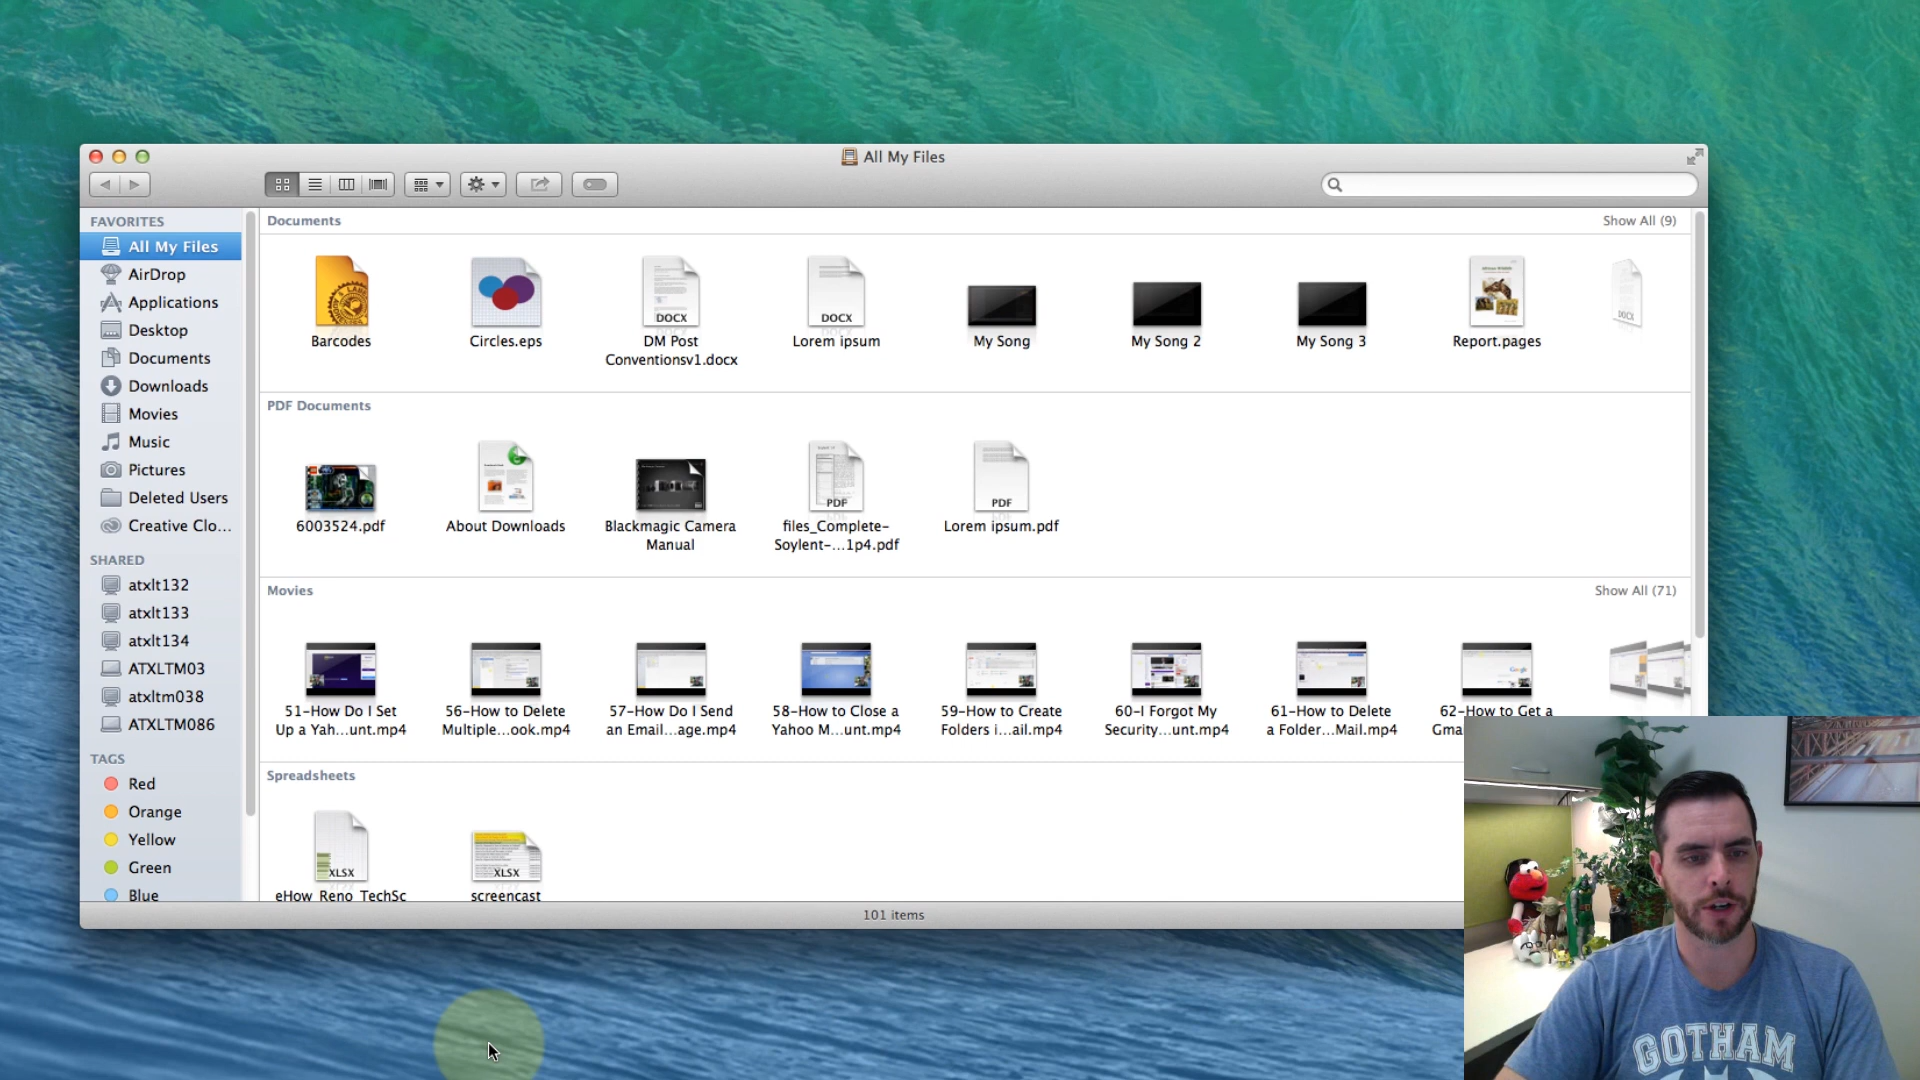 All My Files
FAVORITES
All My Files
AirDrop
Applications
Desktop
Documents
Downloads
Movies
Music
Pictures
Deleted Users
Creative Clo...
SHARED
atxlt132
atxlt133
atxlt134
ATXLTM03
atxltm038
ATXLTM086
TAGS
Red
Orange
Yellow
Green
Blue
Documents
Show All (9)
DOCX
DOCX
DOCX
Barcodes
Circles.eps
DM Post
Conventionsv1.docx
Lorem ipsum
My Song
My Song 2
My Song 3
Report.pages
PDF Documents
PDF
PDF
6003524.pdf
About Downloads
Blackmagic Camera
Manual
files_Complete-
Soylent-...1p4.pdf
Lorem ipsum.pdf
Movies
Show All (71)
51-How Do I Set
Up a Yah...unt.mp4
56-How to Delete
Multiple...ook.mp4
57-How Do I Send
an Email...age.mp4
58-How to Close a
Yahoo M...unt.mp4
59-How to Create
Folders i...ail.mp4
60-I Forgot My
Security...unt.mp4
61-How to Delete
a Folder...Mail.mp4
62-How to Get a
Gma
Spreadsheets
XLSX
XLSX
eHow_Reno_TechSc
screencast
101 items
GOTHAM